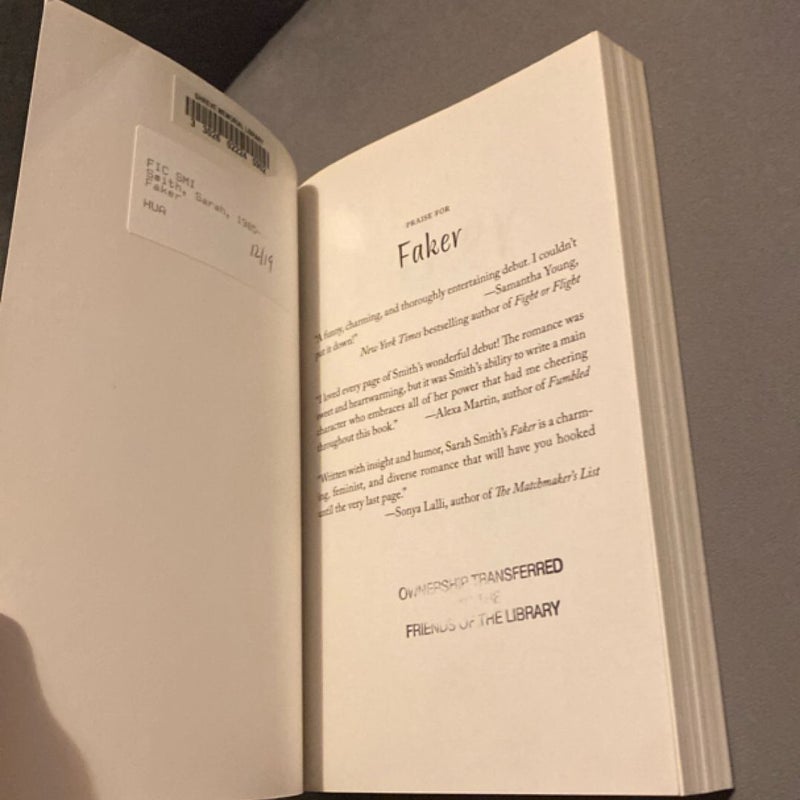 SHREVE MEMORIAL LIBRARY
FIC SMI
Smith, Sarah, 1985-
Faker
HUA
12/19
PRAISE FOR
Faker
"A funny, charming, and thoroughly entertaining debut. I couldn't
put it down!"
—Samantha Young,
New York Times bestselling author of Fight or Flight
"I loved every page of Smith's wonderful debut! The romance was
sweet and heartwarming, but it was Smith's ability to write a main
character who embraces all of her power that had me cheering
throughout this book."
—Alexa Martin, author of Fumbled
"Written with insight and humor, Sarah Smith's Faker is a charm-
ing, feminist, and diverse romance that will have you hooked
until the very last page."
—Sonya Lalli, author of The Matchmaker's List
OWNERSHIP TRANSFERRED
TO THE
FRIENDS OF THE LIBRARY